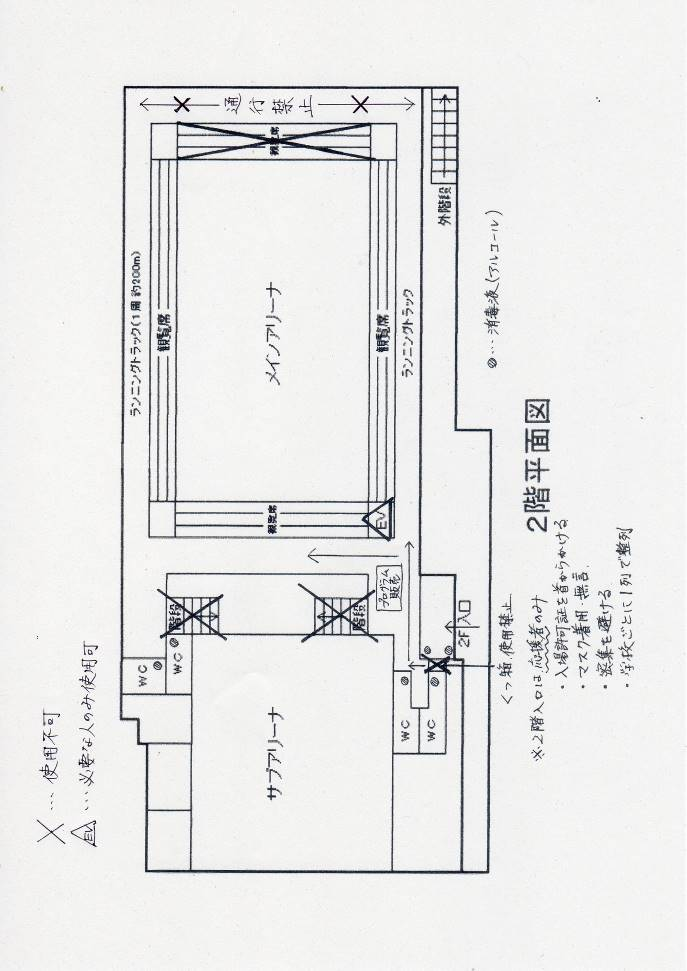 ╳ … 使用不可
EV … 必要な人のみ使用可
通行禁止
観覧席
ランニングトラック(1周 約200m)
観覧席
メインアリーナ
観覧席
ランニングトラック
外階段
観覧席
EV
プログラム
販売
階段
階段
WC
WC
サブアリーナ
WC
WC
2F 入口
くつ箱 使用禁止
…消毒液(アルコール)
2階平面図
※2階入口は応援者のみ
・入場許可証を首からかける
・マスク着用・無言
・密集を避ける
・学校ごとに1列で整列